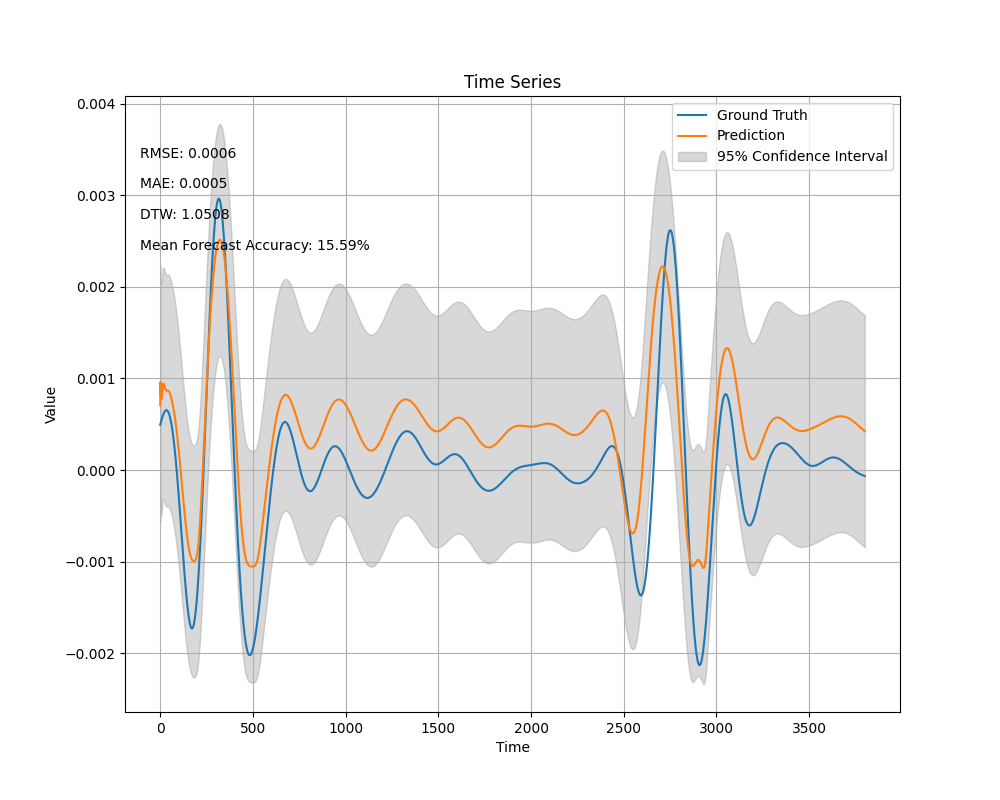 Time Series
0.004
0.003
0.002
0.001
0.000
−0.001
−0.002
Value
RMSE: 0.0006
MAE: 0.0005
DTW: 1.0508
Mean Forecast Accuracy: 15.59%
Ground Truth
Prediction
95% Confidence Interval
0 500 1000 1500 2000 2500 3000 3500
Time